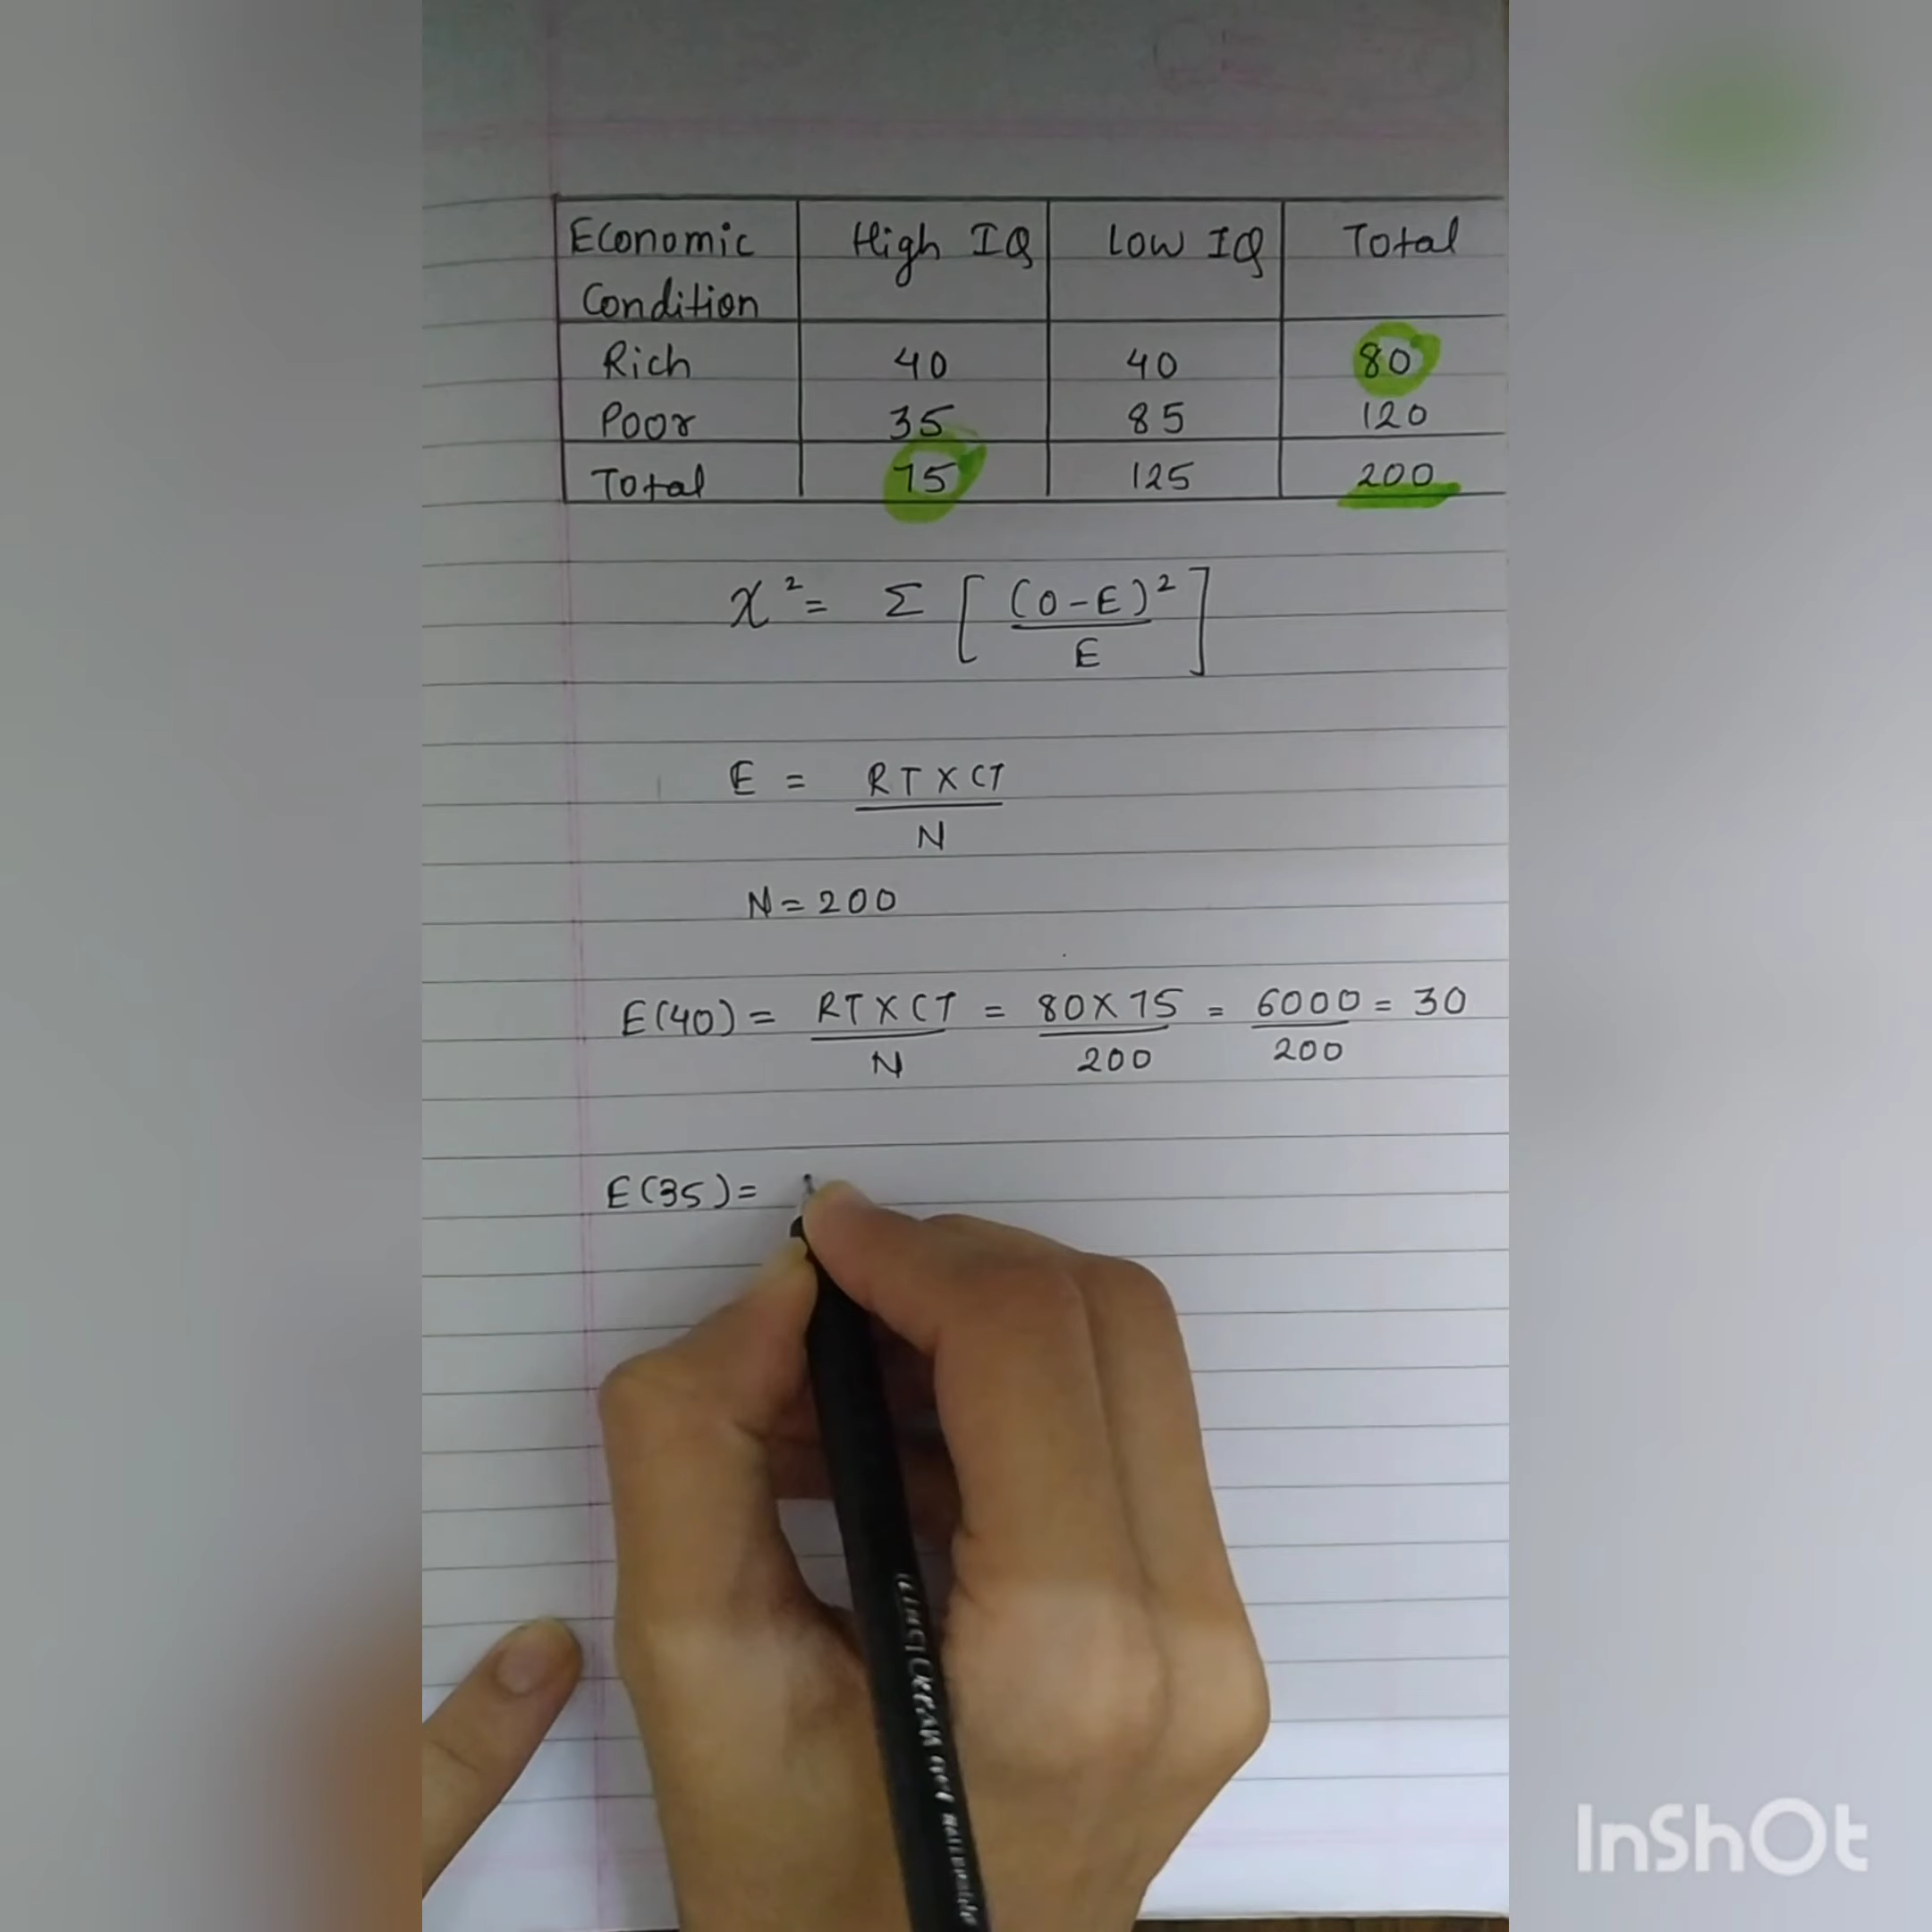 Economic Condition High IQ Low IQ Total
Rich 40 40 80
Poor 35 85 120
Total 75 125 200
χ² = Σ [ (O-E)² / E ]
E = RT X CT / N
N = 200
E(40) = RT X CT / N = 80 X 75 / 200 = 6000 / 200 = 30
E(35) =
InShOt